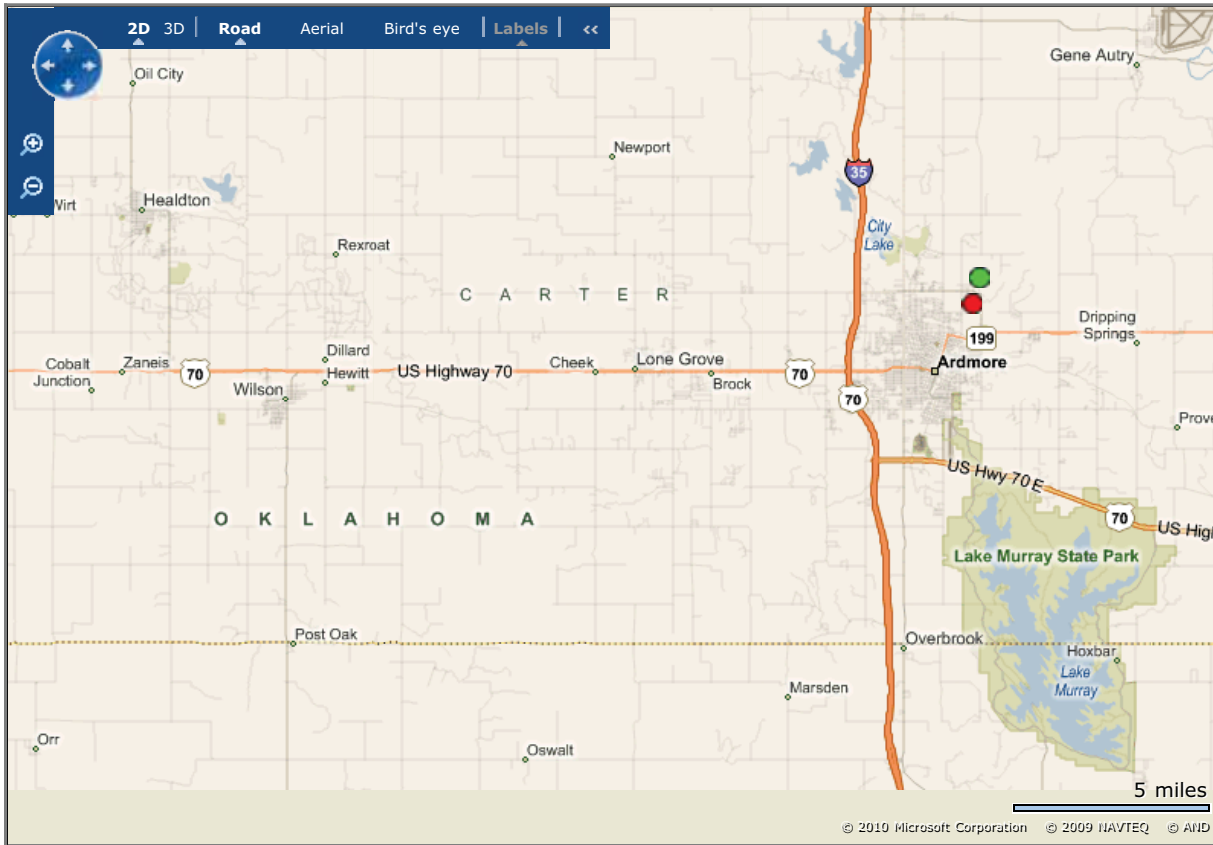 2D 3D Road Aerial Bird's eye Labels <<
Gene Autry
Oil City
Newport
35
Wirt
Healdton
City
Lake
Rexroat
C A R T E R
Dripping
Springs
199
Dillard
Cobalt
Junction
Zaneis
70
Hewitt
US Highway 70
Cheek
Lone Grove
Brock
70
Ardmore
Wilson
70
Prove
US Hwy 70 E
O K L A H O M A
70
US High
Lake Murray State Park
Post Oak
Overbrook
Hoxbar
Lake
Murray
Marsden
Orr
Oswalt
5 miles
© 2010 Microsoft Corporation © 2009 NAVTEQ © AND